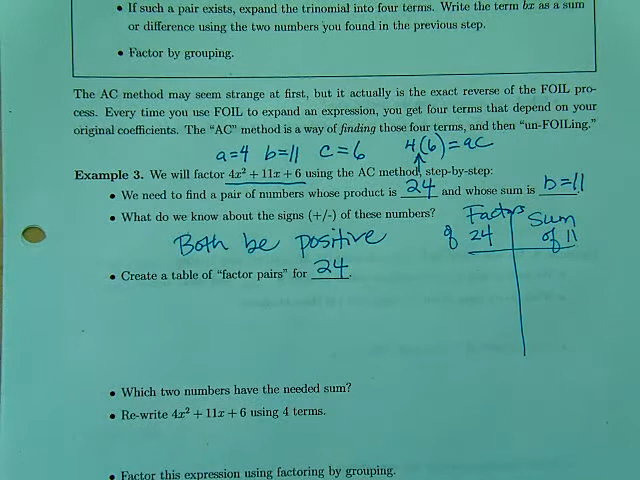 • If such a pair exists, expand the trinomial into four terms. Write the term bx as a sum
or difference using the two numbers you found in the previous step.
• Factor by grouping.
The AC method may seem strange at first, but it actually is the exact reverse of the FOIL pro-
cess. Every time you use FOIL to expand an expression, you get four terms that depend on your
original coefficients. The “AC” method is a way of finding those four terms, and then “un-FOILing.”
a=4 b=11 c=6 4(6)=ac
Example 3. We will factor 4x² + 11x + 6 using the AC method, step-by-step:
• We need to find a pair of numbers whose product is 24 and whose sum is b=11.
• What do we know about the signs (+/-) of these numbers?
Both be positive
Factors Sum
of 24 of 11
• Create a table of “factor pairs” for 24.
• Which two numbers have the needed sum?
• Re-write 4x² + 11x + 6 using 4 terms.
• Factor this expression using factoring by grouping.